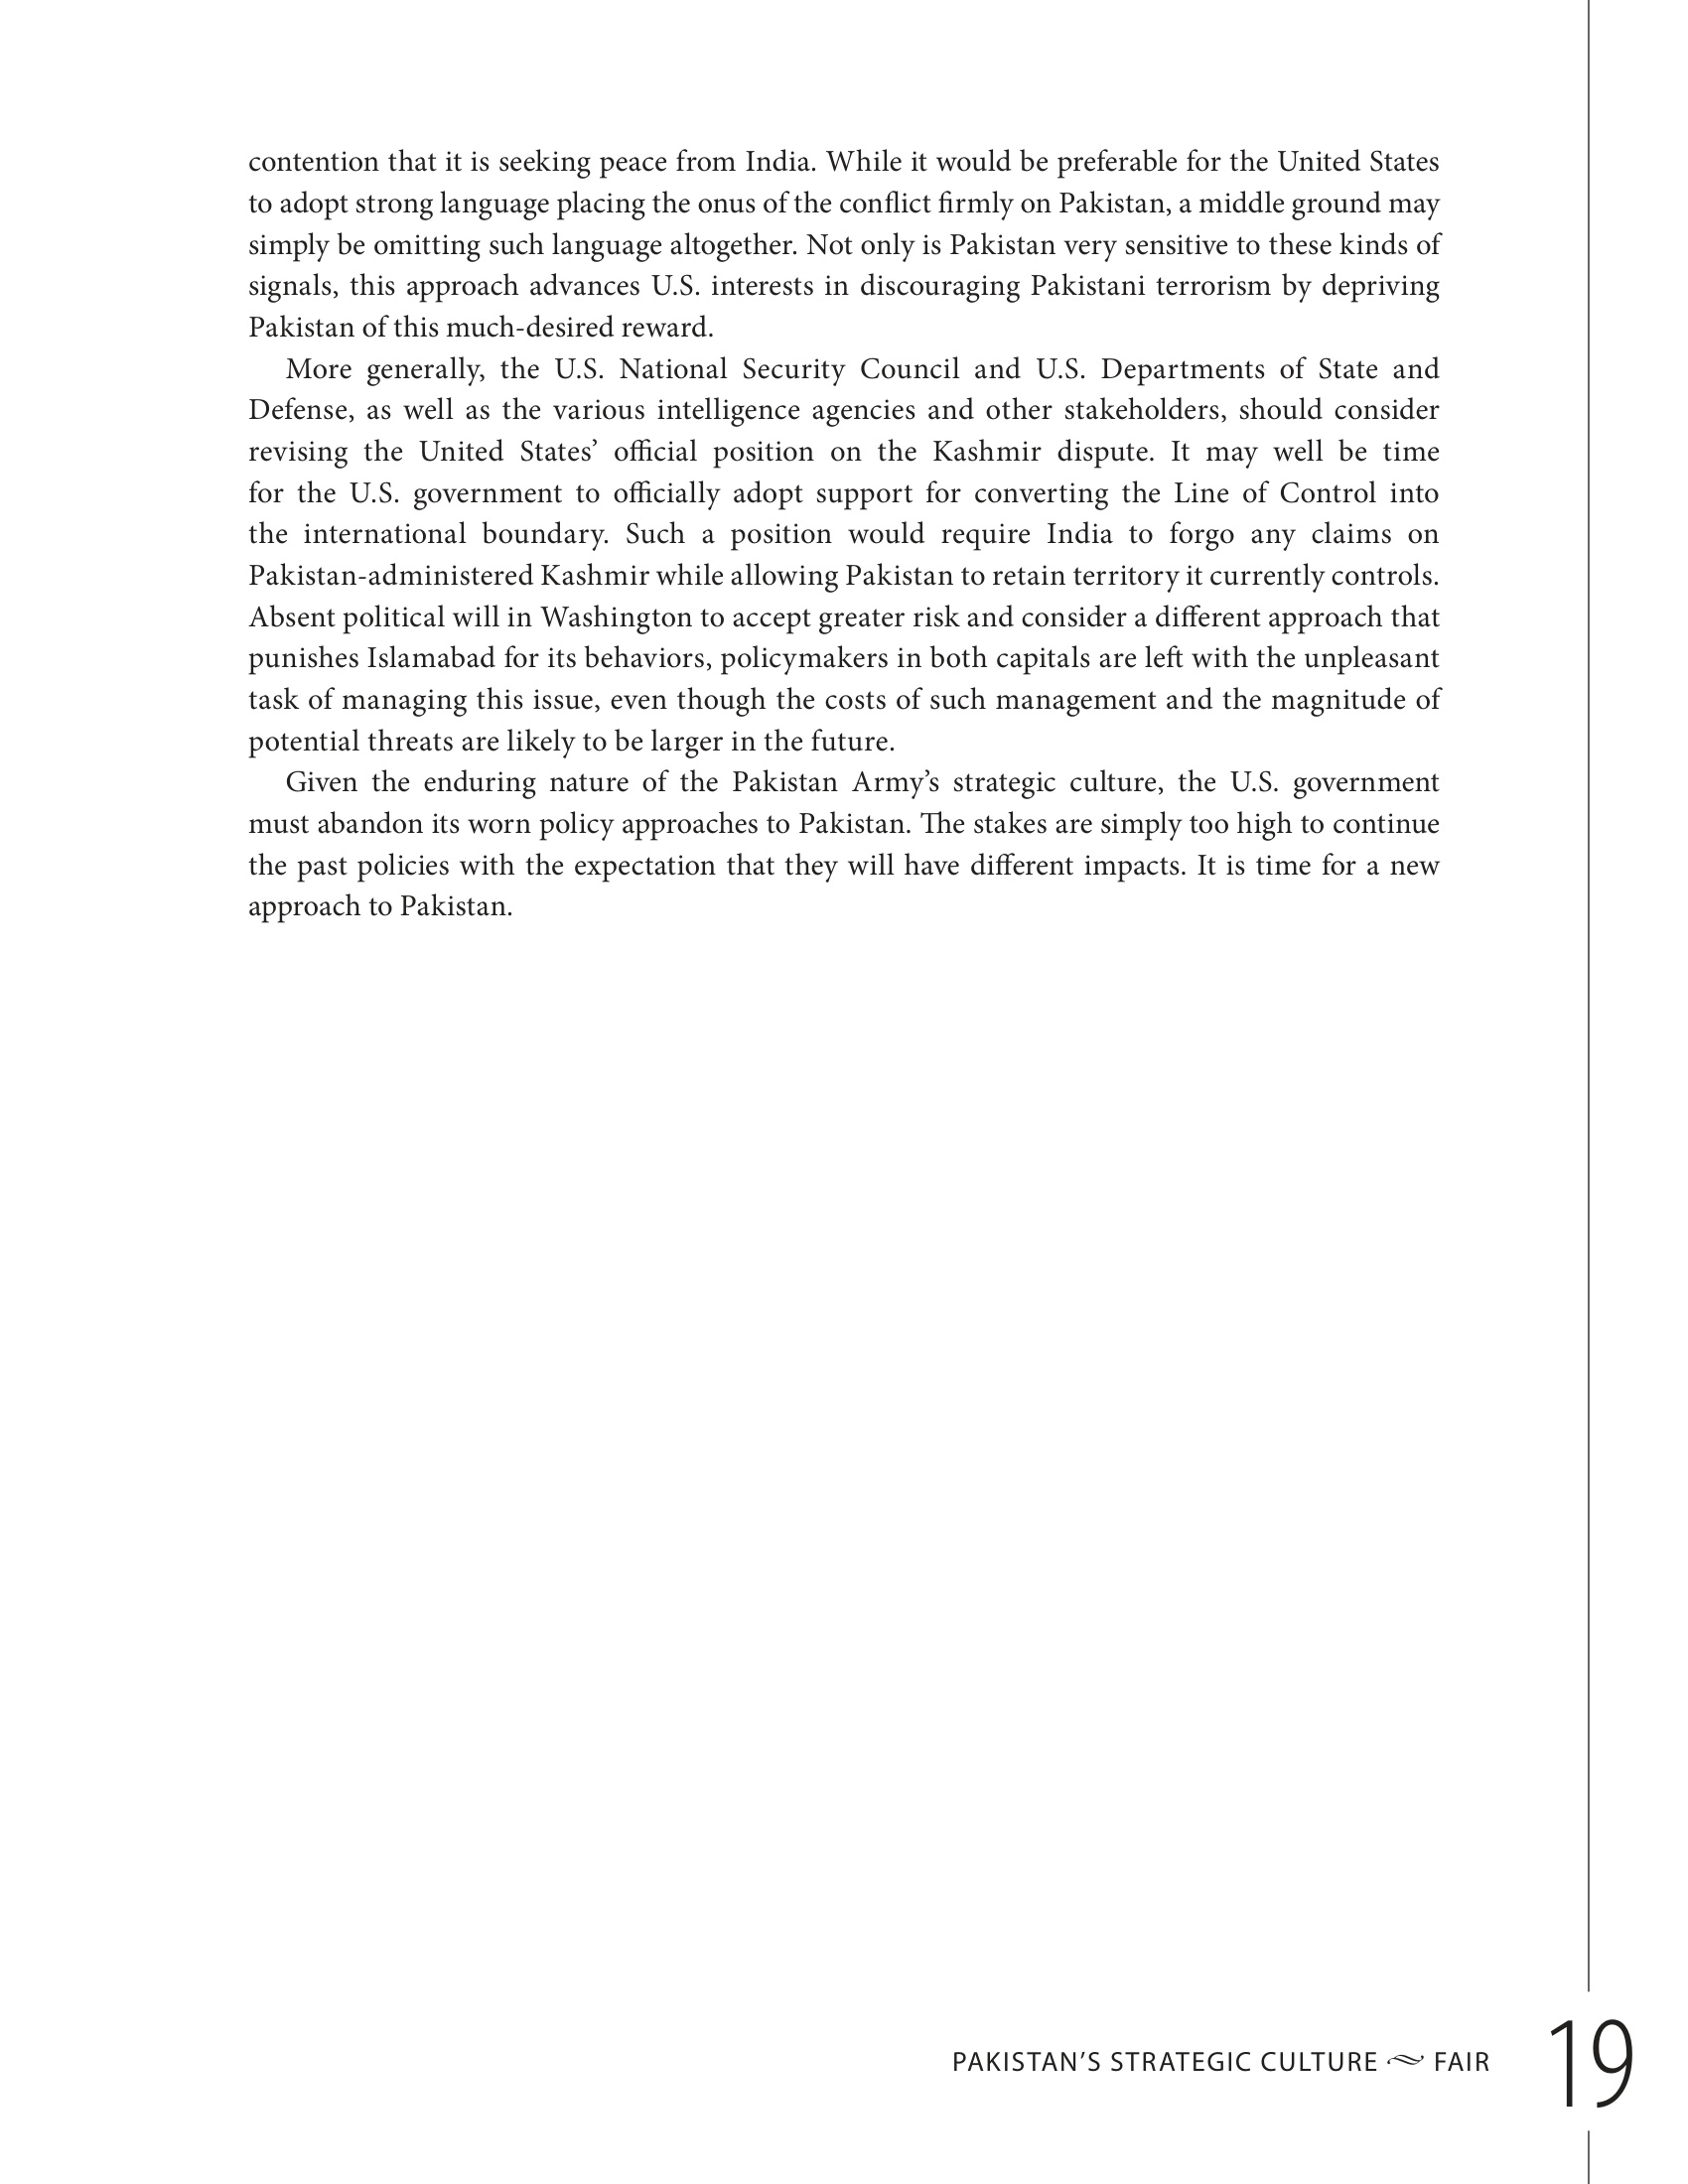 contention that it is seeking peace from India. While it would be preferable for the United States
to adopt strong language placing the onus of the conflict firmly on Pakistan, a middle ground may
simply be omitting such language altogether. Not only is Pakistan very sensitive to these kinds of
signals, this approach advances U.S. interests in discouraging Pakistani terrorism by depriving
Pakistan of this much-desired reward.
More generally, the U.S. National Security Council and U.S. Departments of State and
Defense, as well as the various intelligence agencies and other stakeholders, should consider
revising the United States’ official position on the Kashmir dispute. It may well be time
for the U.S. government to officially adopt support for converting the Line of Control into
the international boundary. Such a position would require India to forgo any claims on
Pakistan-administered Kashmir while allowing Pakistan to retain territory it currently controls.
Absent political will in Washington to accept greater risk and consider a different approach that
punishes Islamabad for its behaviors, policymakers in both capitals are left with the unpleasant
task of managing this issue, even though the costs of such management and the magnitude of
potential threats are likely to be larger in the future.
Given the enduring nature of the Pakistan Army’s strategic culture, the U.S. government
must abandon its worn policy approaches to Pakistan. The stakes are simply too high to continue
the past policies with the expectation that they will have different impacts. It is time for a new
approach to Pakistan.
PAKISTAN’S STRATEGIC CULTURE FAIR
19